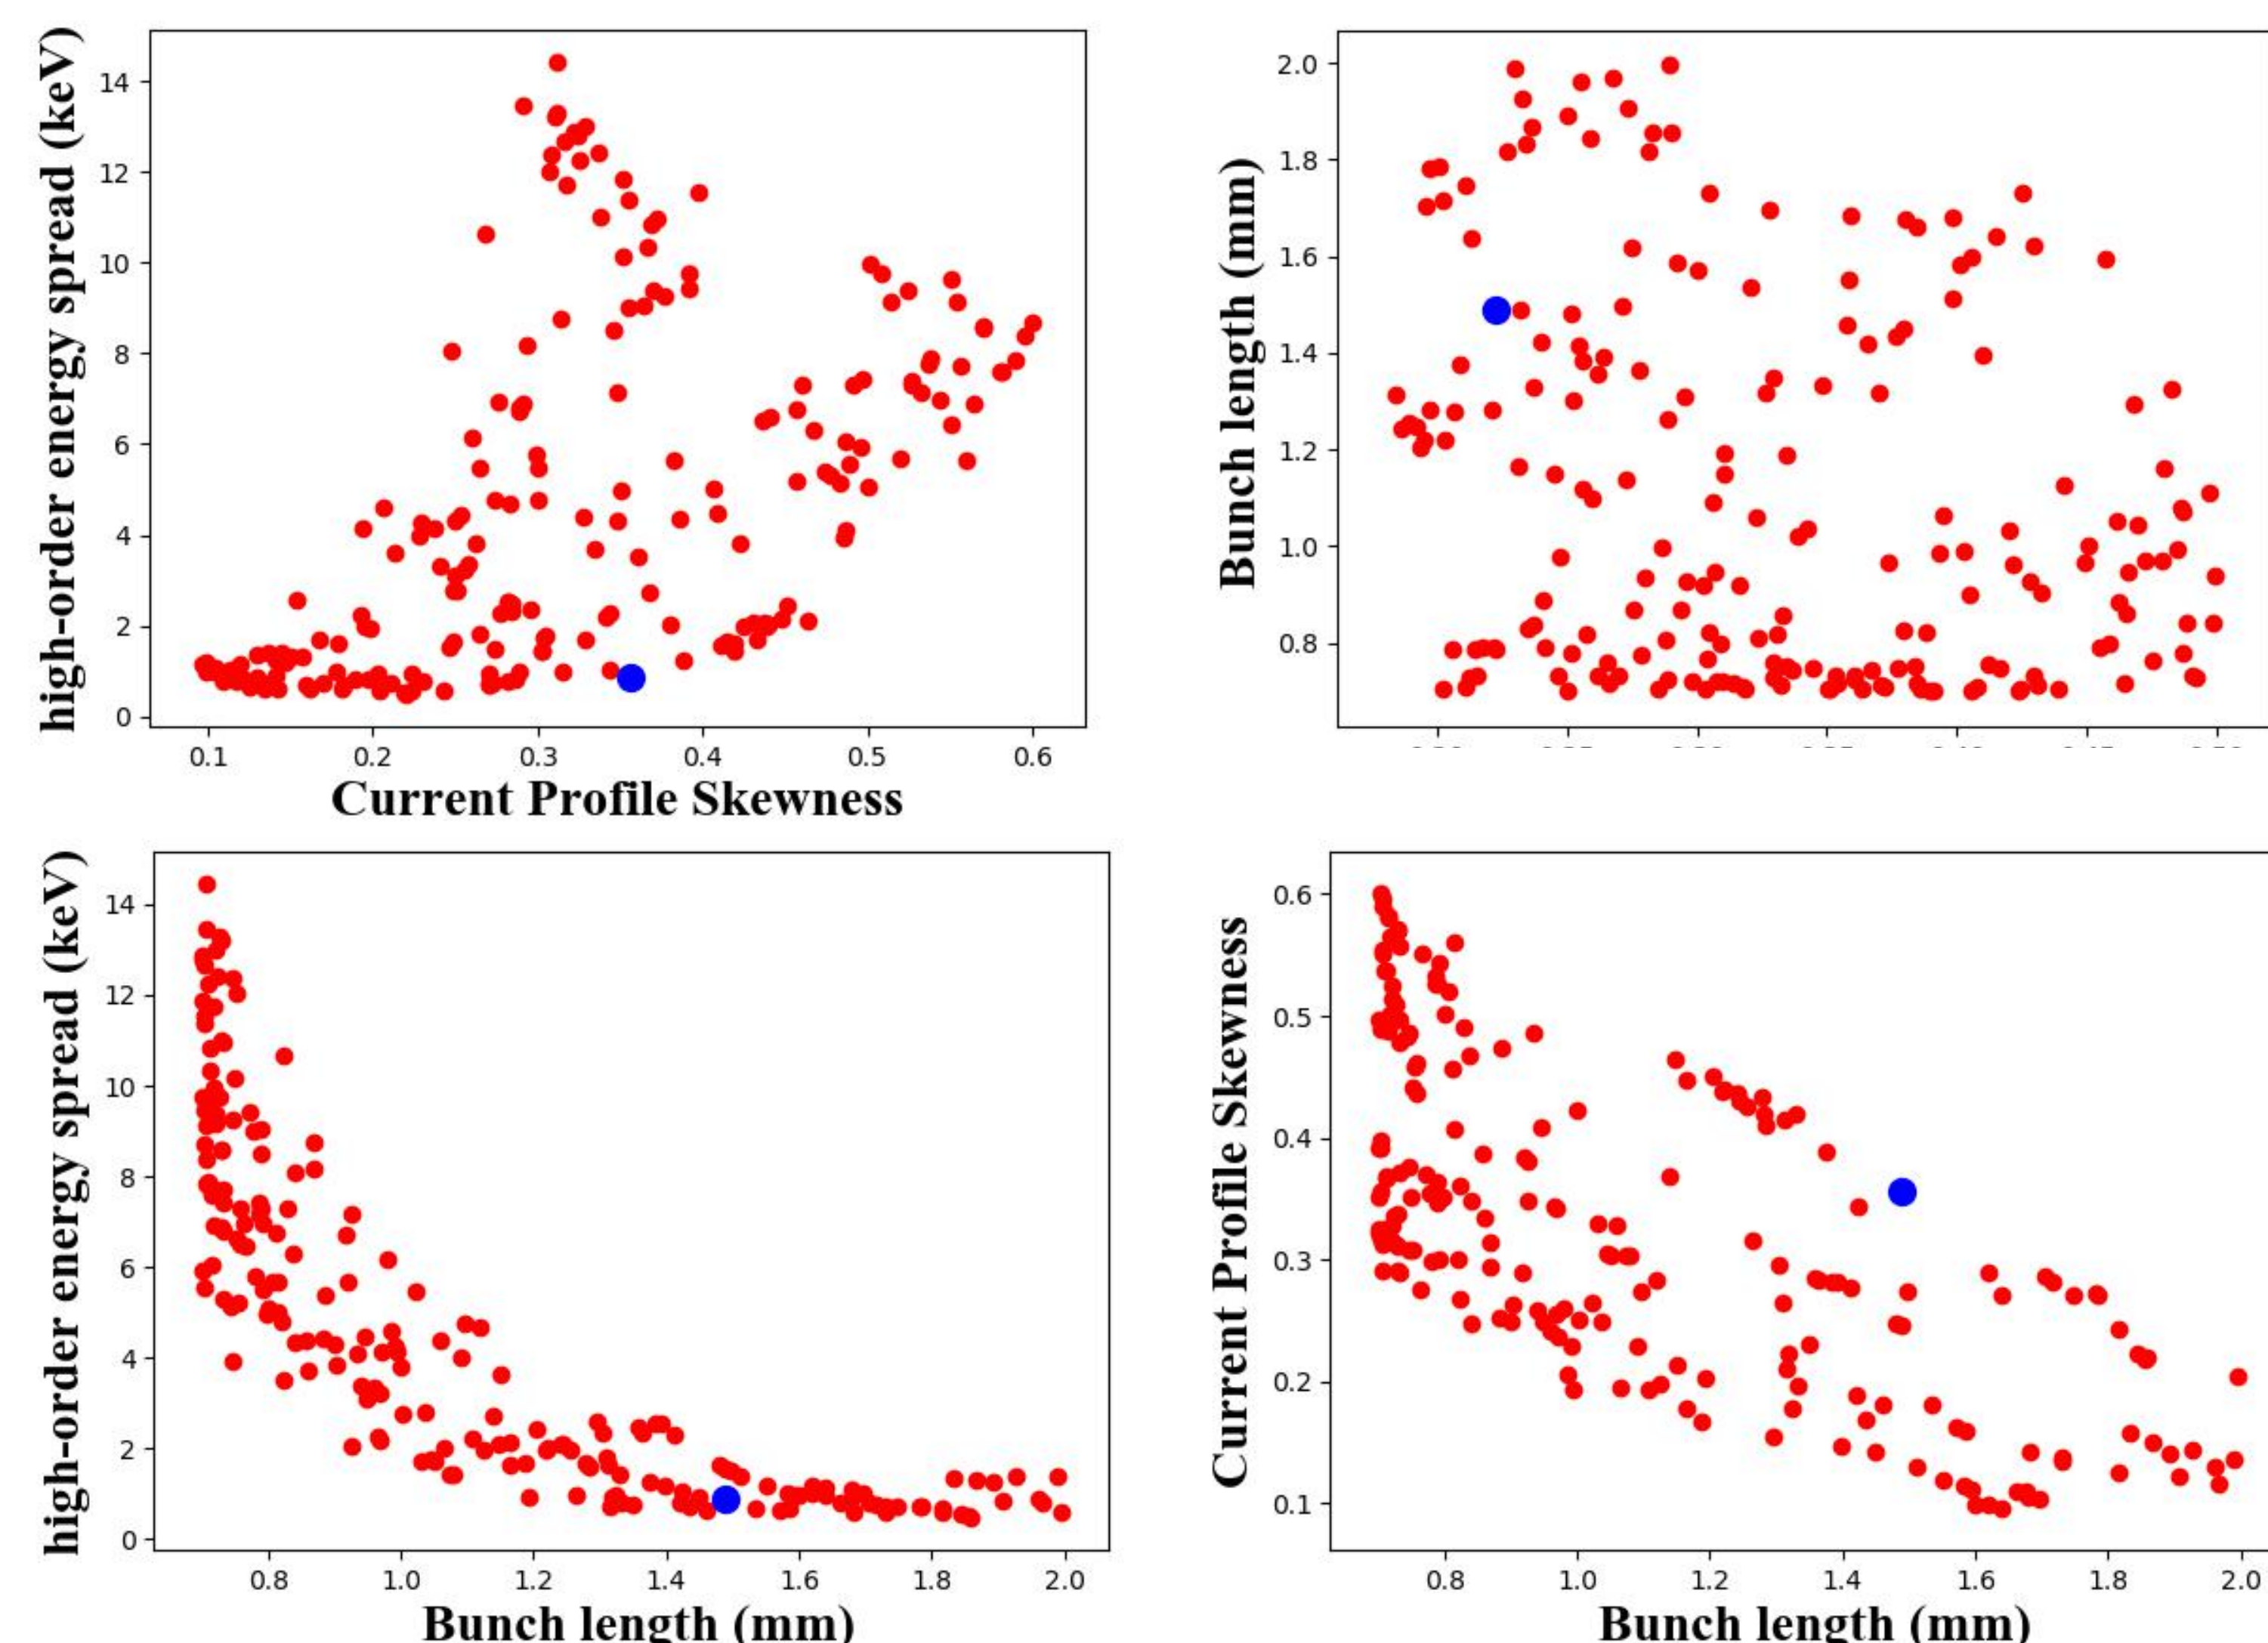 high-order energy spread (keV)
14
12
10
8
6
4
2
0
0.1 0.2 0.3 0.4 0.5 0.6
Current Profile Skewness
Bunch length (mm)
2.0
1.8
1.6
1.4
1.2
1.0
0.8
high-order energy spread (keV)
14
12
10
8
6
4
2
0
0.8 1.0 1.2 1.4 1.6 1.8 2.0
Bunch length (mm)
Current Profile Skewness
0.6
0.5
0.4
0.3
0.2
0.1
0.8 1.0 1.2 1.4 1.6 1.8 2.0
Bunch length (mm)